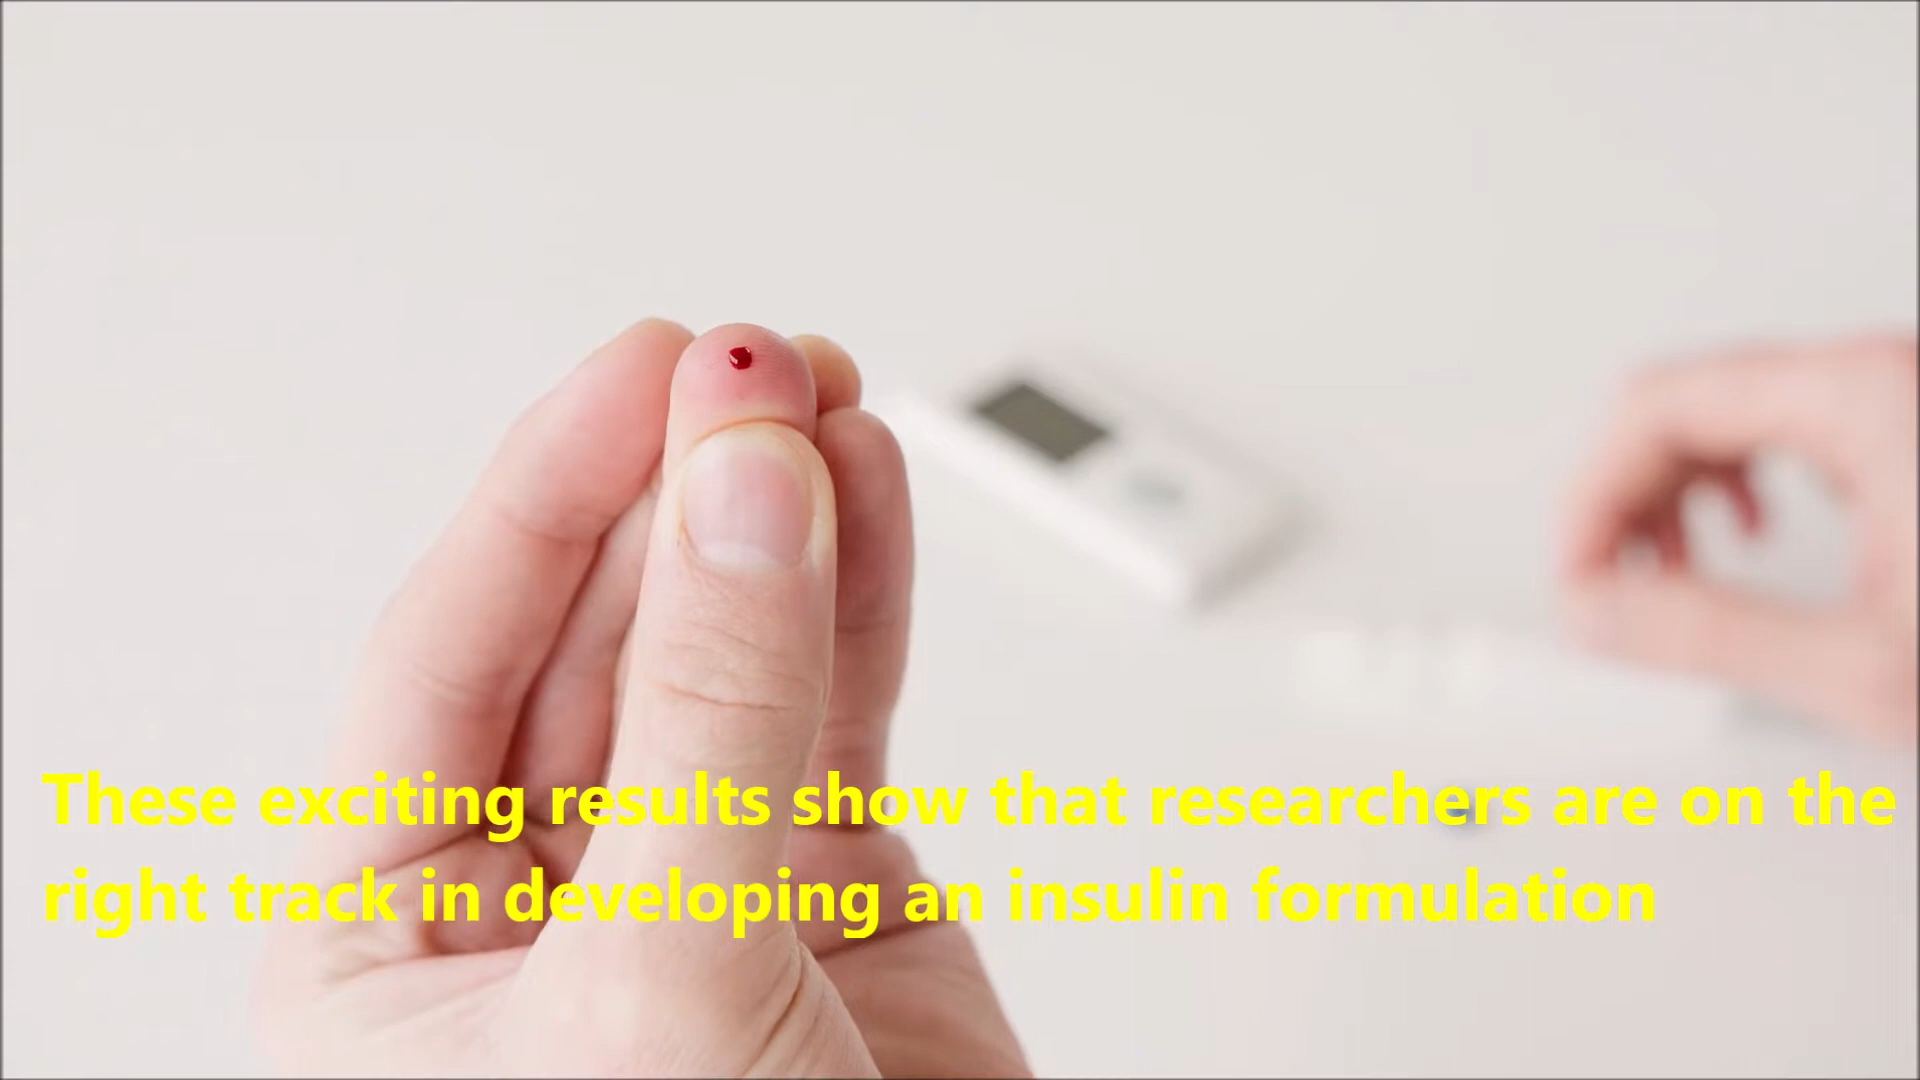 These exciting results show that researchers are on the
right track in developing an insulin formulation